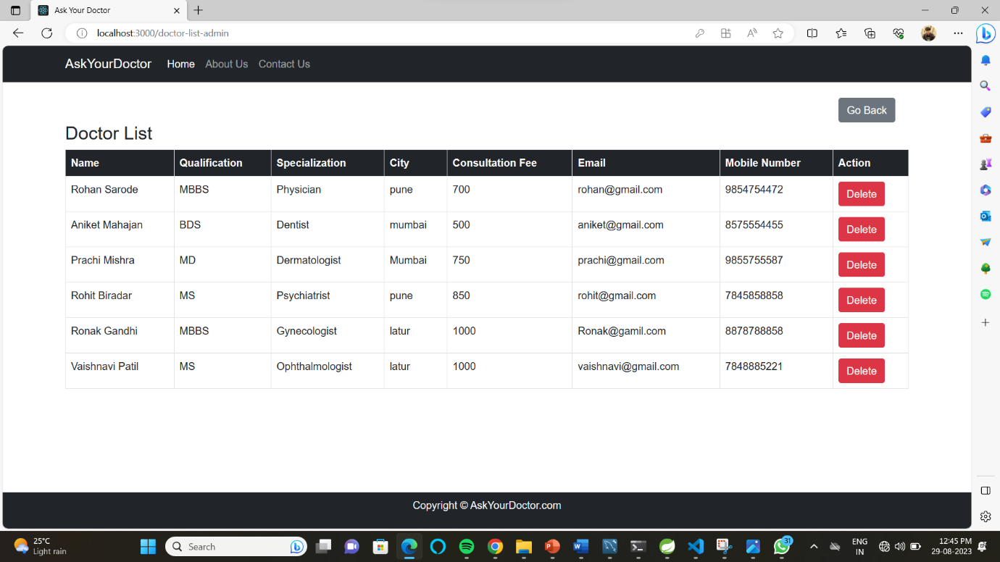 Ask Your Doctor
localhost:3000/doctor-list-admin
AskYourDoctor Home About Us Contact Us
Go Back
Doctor List
Name Qualification Specialization City Consultation Fee Email Mobile Number Action
Rohan Sarode MBBS Physician pune 700 rohan@gmail.com 9854754472 Delete
Aniket Mahajan BDS Dentist mumbai 500 aniket@gmail.com 8575554455 Delete
Prachi Mishra MD Dermatologist Mumbai 750 prachi@gmail.com 9855755587 Delete
Rohit Biradar MS Psychiatrist pune 850 rohit@gmail.com 7845858858 Delete
Ronak Gandhi MBBS Gynecologist latur 1000 Ronak@gamil.com 8878788858 Delete
Vaishnavi Patil MS Ophthalmologist latur 1000 vaishnavi@gmail.com 7848885221 Delete
Copyright © AskYourDoctor.com
25°C
Light rain
Search
31
ENG
IN
12:45 PM
29-08-2023